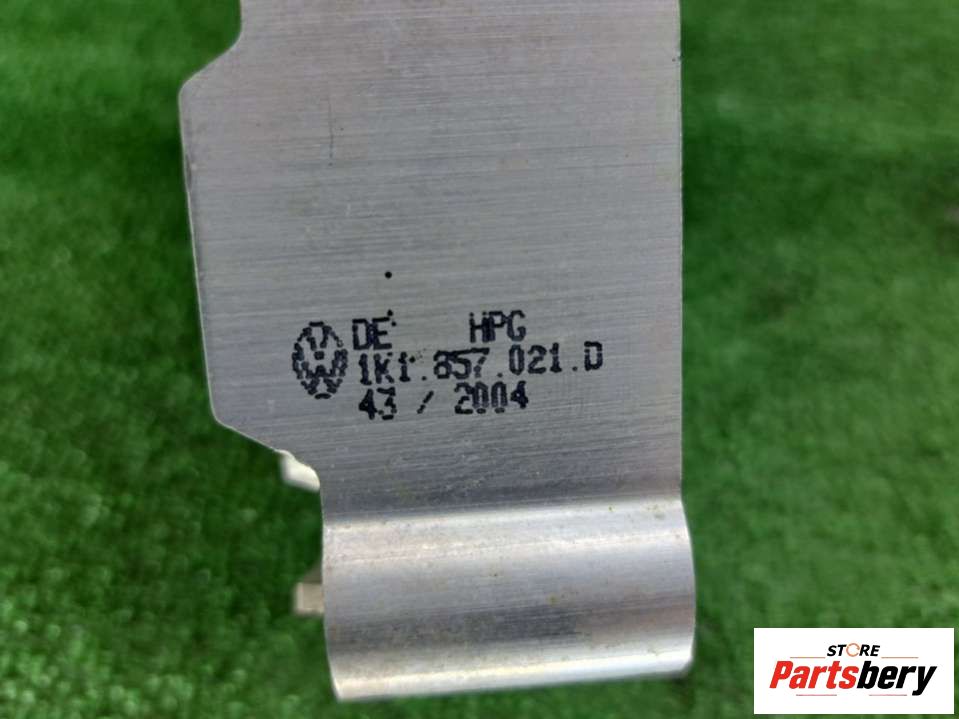 DE HPG
1K1.857.021.D
43 / 2004
STORE
Partsbery